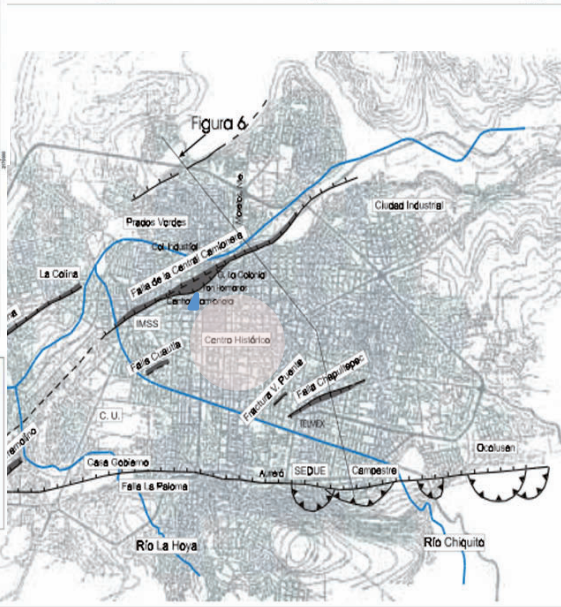 Figura 6
Ciudad Industrial
Prados Verdes
Col. Industrial
Falla de la Central Camionera
La Colina
IMSS
Centro Histórico
Falla Cuautla
Fractura V. Puente
Falla Chapultepec
C. U.
TELMEX
Ocolusen
Casa Gobierno
SEDUE
Campestre
Falla La Paloma
Río La Hoya
Río Chiquito